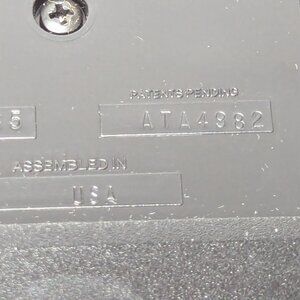 PATENTS PENDING
5 ATA4982
ASSEMBLED IN
USA